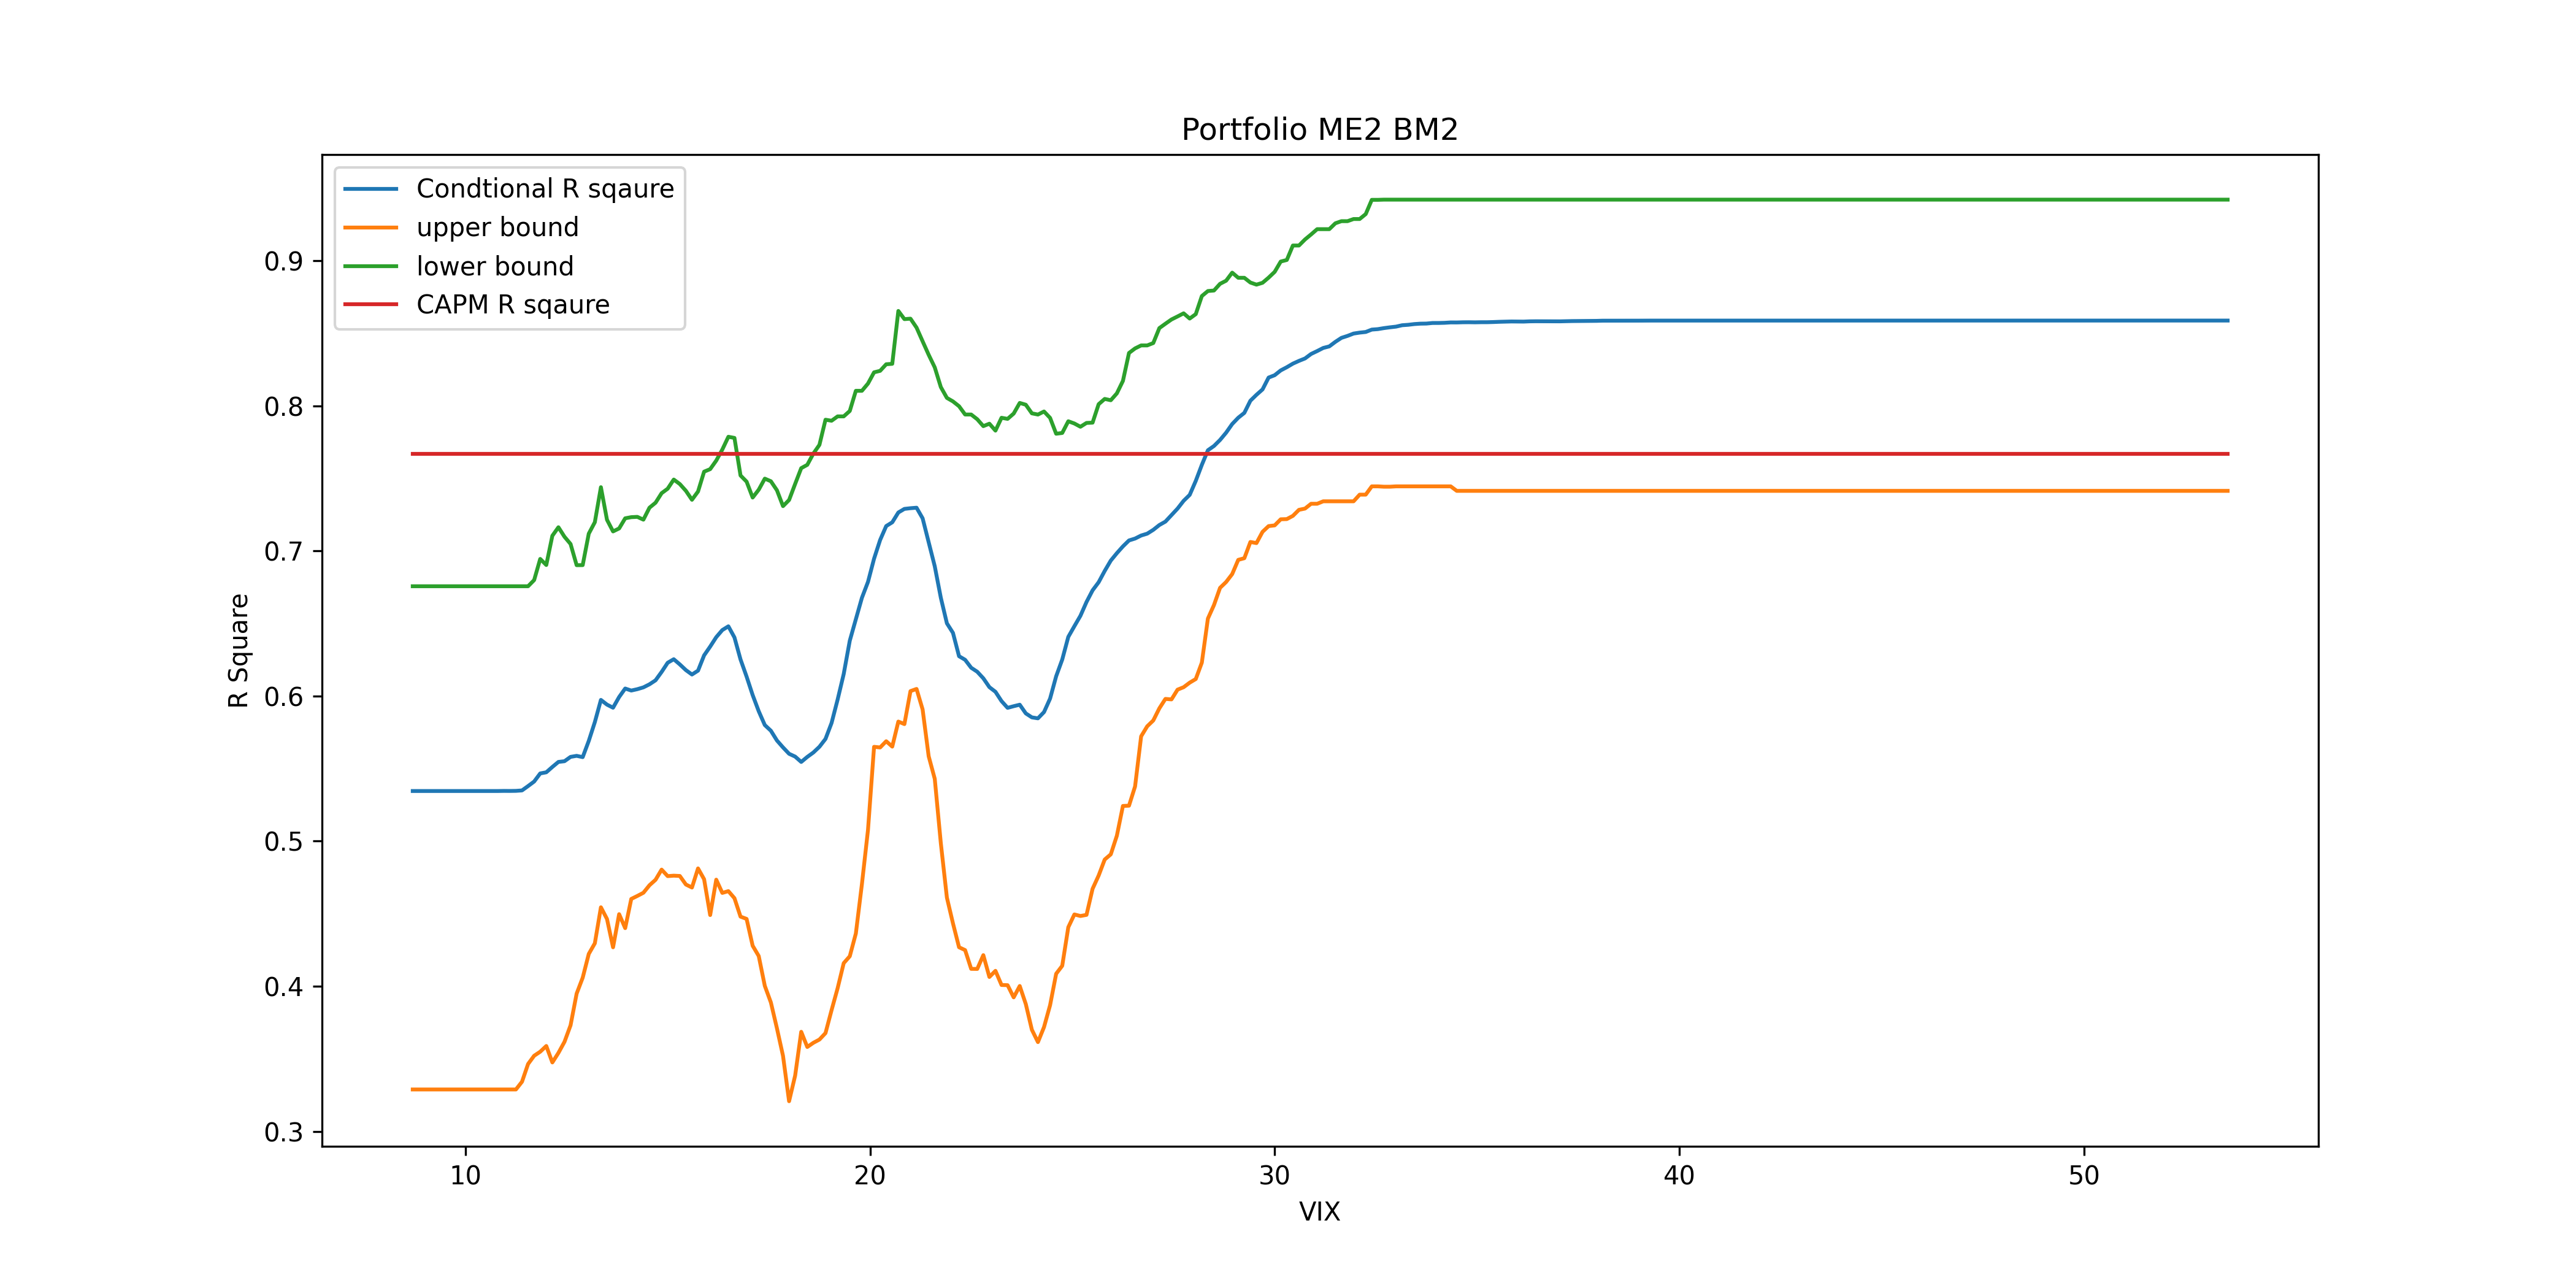 Portfolio ME2 BM2
Condtional R sqaure
upper bound
lower bound
CAPM R sqaure
0.9
0.8
0.7
0.6
0.5
0.4
0.3
R Square
10 20 30 40 50
VIX